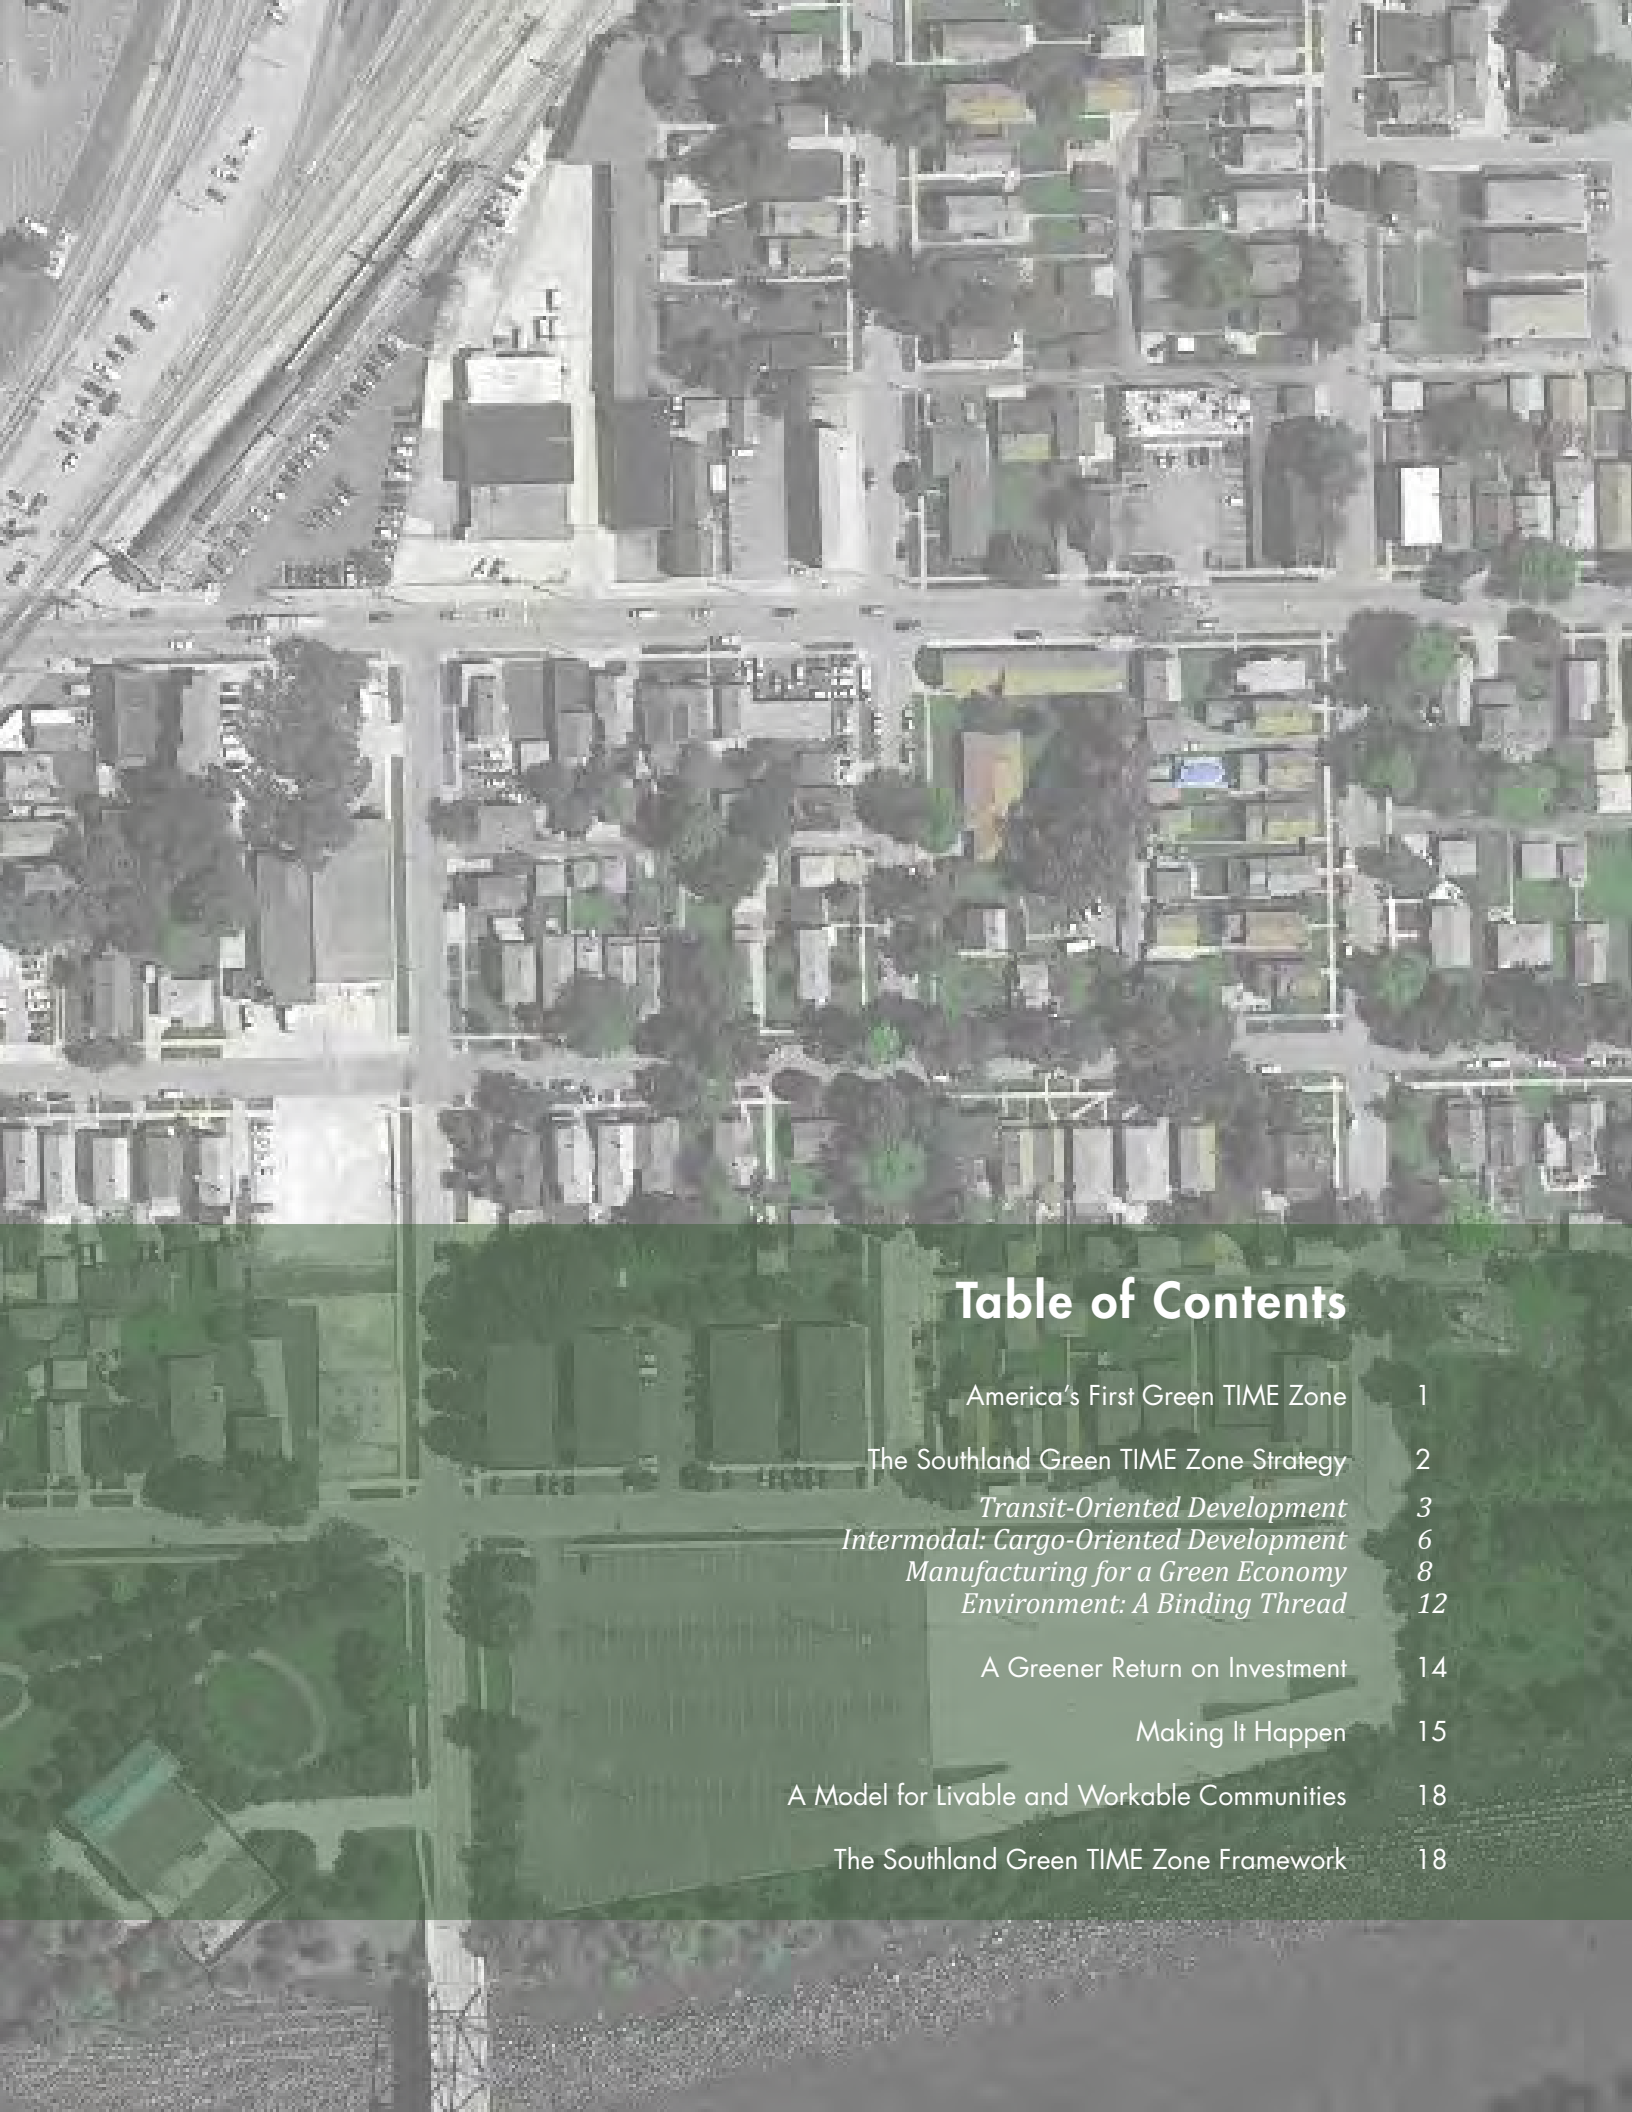 Table of Contents
America's First Green TIME Zone 1
The Southland Green TIME Zone Strategy 2
Transit-Oriented Development 3
Intermodal: Cargo-Oriented Development 6
Manufacturing for a Green Economy 8
Environment: A Binding Thread 12
A Greener Return on Investment 14
Making It Happen 15
A Model for Livable and Workable Communities 18
The Southland Green TIME Zone Framework 18